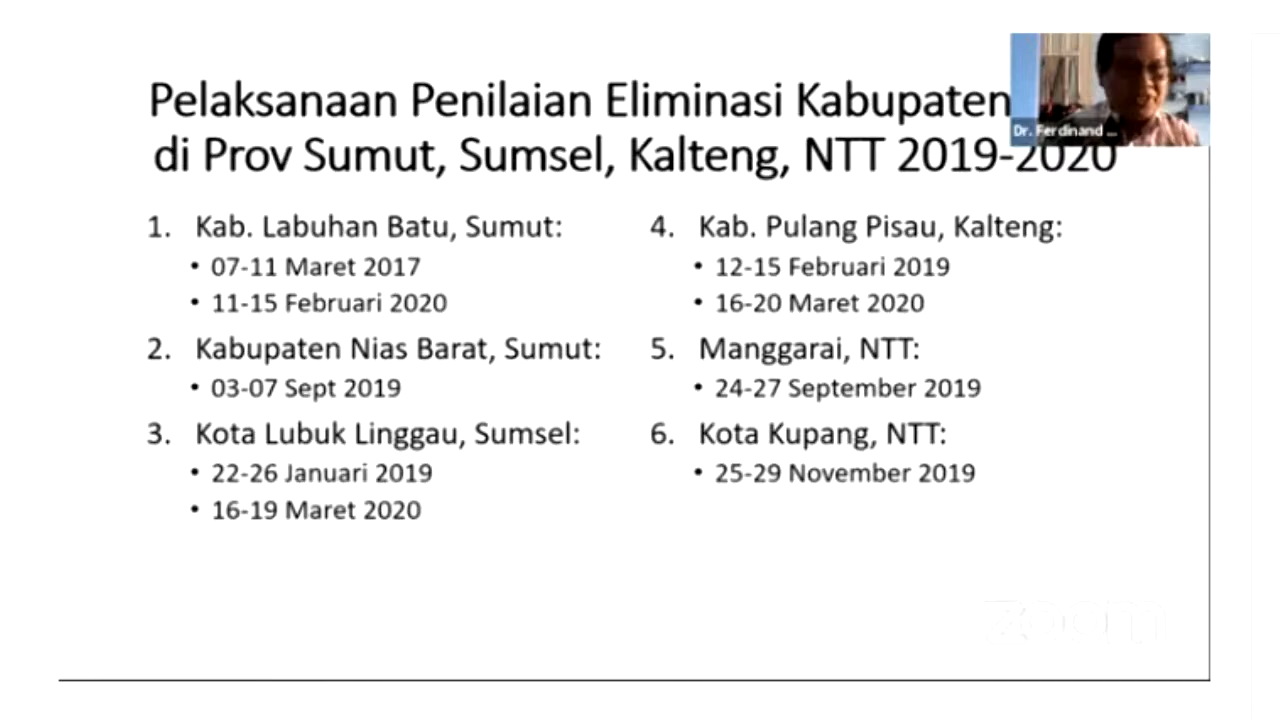 Pelaksanaan Penilaian Eliminasi Kabupaten
di Prov Sumut, Sumsel, Kalteng, NTT 2019-2020
Dr. Ferdinand ...
1. Kab. Labuhan Batu, Sumut:
• 07-11 Maret 2017
• 11-15 Februari 2020
2. Kabupaten Nias Barat, Sumut:
• 03-07 Sept 2019
3. Kota Lubuk Linggau, Sumsel:
• 22-26 Januari 2019
• 16-19 Maret 2020
4. Kab. Pulang Pisau, Kalteng:
• 12-15 Februari 2019
• 16-20 Maret 2020
5. Manggarai, NTT:
• 24-27 September 2019
6. Kota Kupang, NTT:
• 25-29 November 2019
zoom